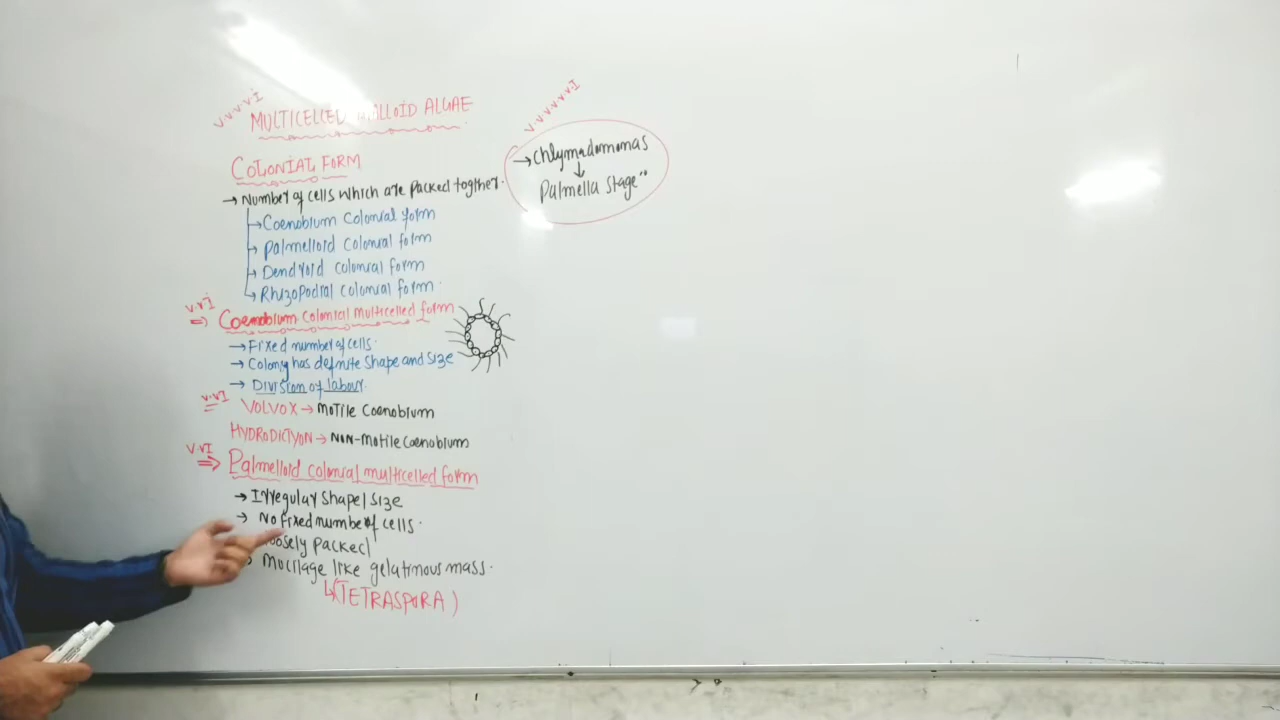 V.V.V.V.I
MULTICELLED ALGAE
COLONIAL FORM
→ Number of cells which are packed togther.
→ Coenobium Colonial form
→ Palmelloid Colonial form
→ Dendroid colonial form
→ Rhizopodial colonial form.
V.VI
⇒ Coenobium colonial multicelled form
→ Fixed number of cells.
→ Colony has definite shape and size
→ Division of labour.
V.VI
VOLVOX → MOTILE COENOBIUM
HYDRODICTYON → NON-MOTILE COENOBIUM
V.VI
⇒ Palmelloid colonial multicelled form
→ Irregular shape/size
→ No fixed number of cells.
Packed
Mucilage like gelatinous mass.
↳(TETRASPORA)
V.V.V.V.V.I
→ Chlymadomonas
↓
Palmella stage"